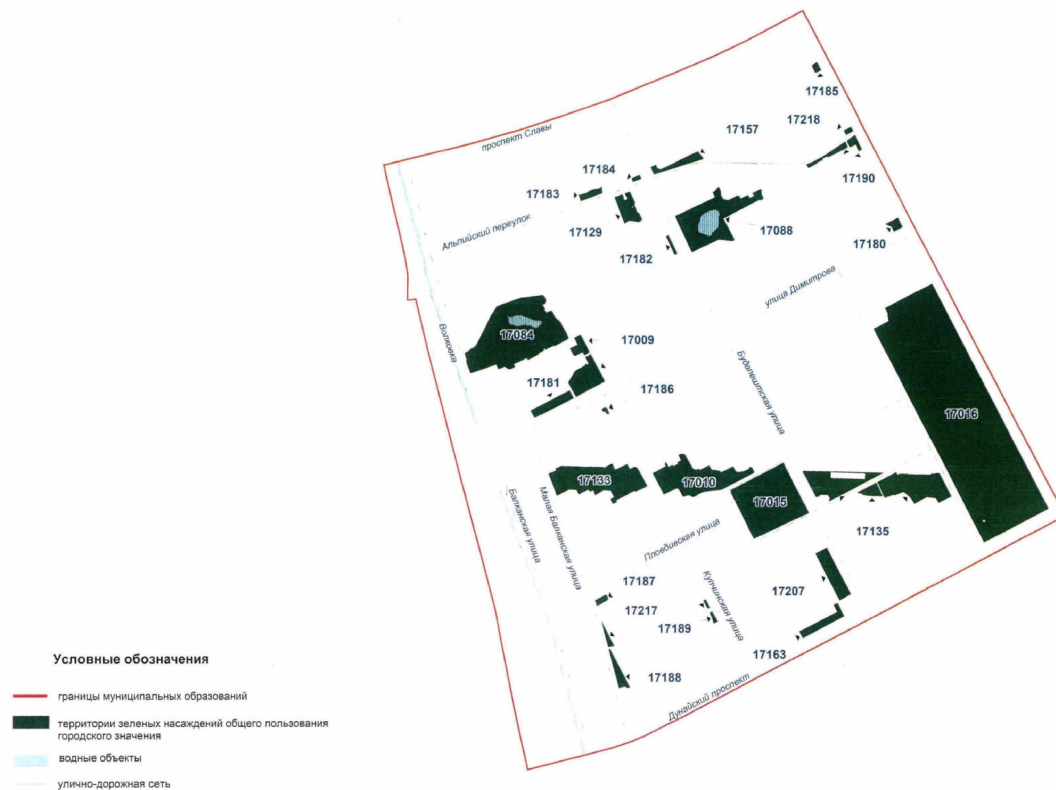 17185
17218
проспект Славы
17157
17184
17190
17183
Альпийский переулок
17129
17088
17182
17180
улица Димитрова
Волковка
17084
17009
17181
17186
Будапештская улица
17016
17133
17010
17015
Балканская улица
Малая Балканская улица
Пловдивская улица
17135
17187
17217
17189
Купчинская улица
17207
17163
17188
Дунайский проспект
Условные обозначения
границы муниципальных образований
территории зеленых насаждений общего пользования
городского значения
водные объекты
улично-дорожная сеть